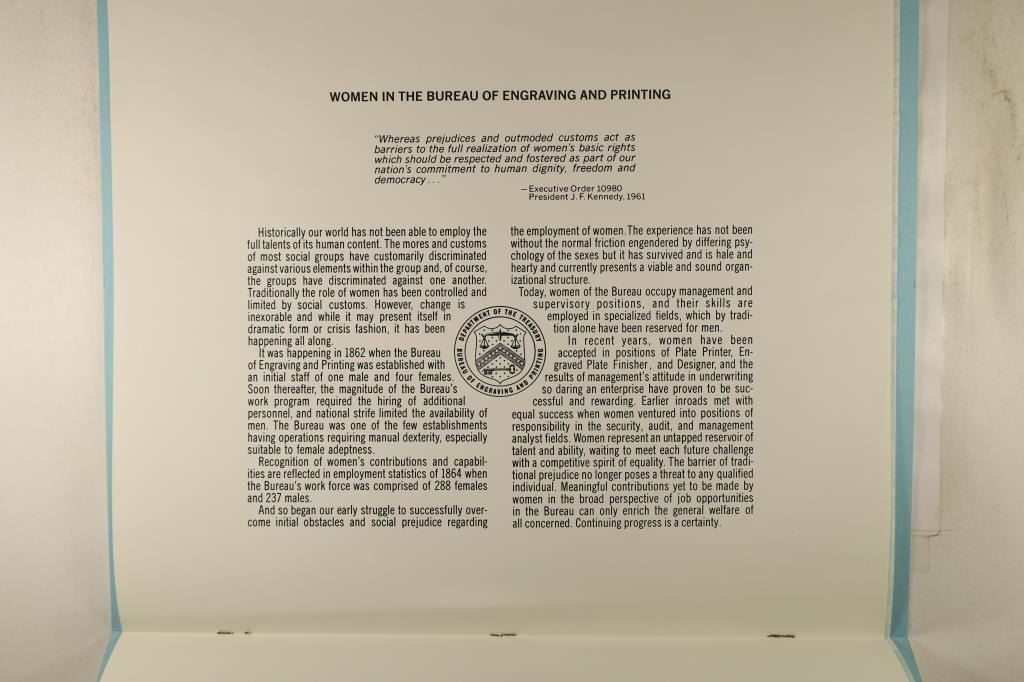 WOMEN IN THE BUREAU OF ENGRAVING AND PRINTING
"Whereas prejudices and outmoded customs act as
barriers to the full realization of women's basic rights
which should be respected and fostered as part of our
nation's commitment to human dignity, freedom and
democracy . . ."
—Executive Order 10980
President J. F. Kennedy, 1961
Historically our world has not been able to employ the
full talents of its human content. The mores and customs
of most social groups have customarily discriminated
against various elements within the group and, of course,
the groups have discriminated against one another.
Traditionally the role of women has been controlled and
limited by social customs. However, change is
inexorable and while it may present itself in
dramatic form or crisis fashion, it has been
happening all along.
It was happening in 1862 when the Bureau
of Engraving and Printing was established with
an initial staff of one male and four females.
Soon thereafter, the magnitude of the Bureau's
work program required the hiring of additional
personnel, and national strife limited the availability of
men. The Bureau was one of the few establishments
having operations requiring manual dexterity, especially
suitable to female adeptness.
Recognition of women's contributions and capabil-
ities are reflected in employment statistics of 1864 when
the Bureau's work force was comprised of 288 females
and 237 males.
And so began our early struggle to successfully over-
come initial obstacles and social prejudice regarding
the employment of women. The experience has not been
without the normal friction engendered by differing psy-
chology of the sexes but it has survived and is hale and
hearty and currently presents a viable and sound organ-
izational structure.
Today, women of the Bureau occupy management and
supervisory positions, and their skills are
employed in specialized fields, which by tradi-
tion alone have been reserved for men.
In recent years, women have been
accepted in positions of Plate Printer, En-
graved Plate Finisher, and Designer, and the
results of management's attitude in underwriting
so daring an enterprise have proven to be suc-
cessful and rewarding. Earlier inroads met with
equal success when women ventured into positions of
responsibility in the security, audit, and management
analyst fields. Women represent an untapped reservoir of
talent and ability, waiting to meet each future challenge
with a competitive spirit of equality. The barrier of tradi-
tional prejudice no longer poses a threat to any qualified
individual. Meaningful contributions yet to be made by
women in the broad perspective of job opportunities
in the Bureau can only enrich the general welfare of
all concerned. Continuing progress is a certainty.
DEPARTMENT OF THE TREASURY
BUREAU OF ENGRAVING AND PRINTING